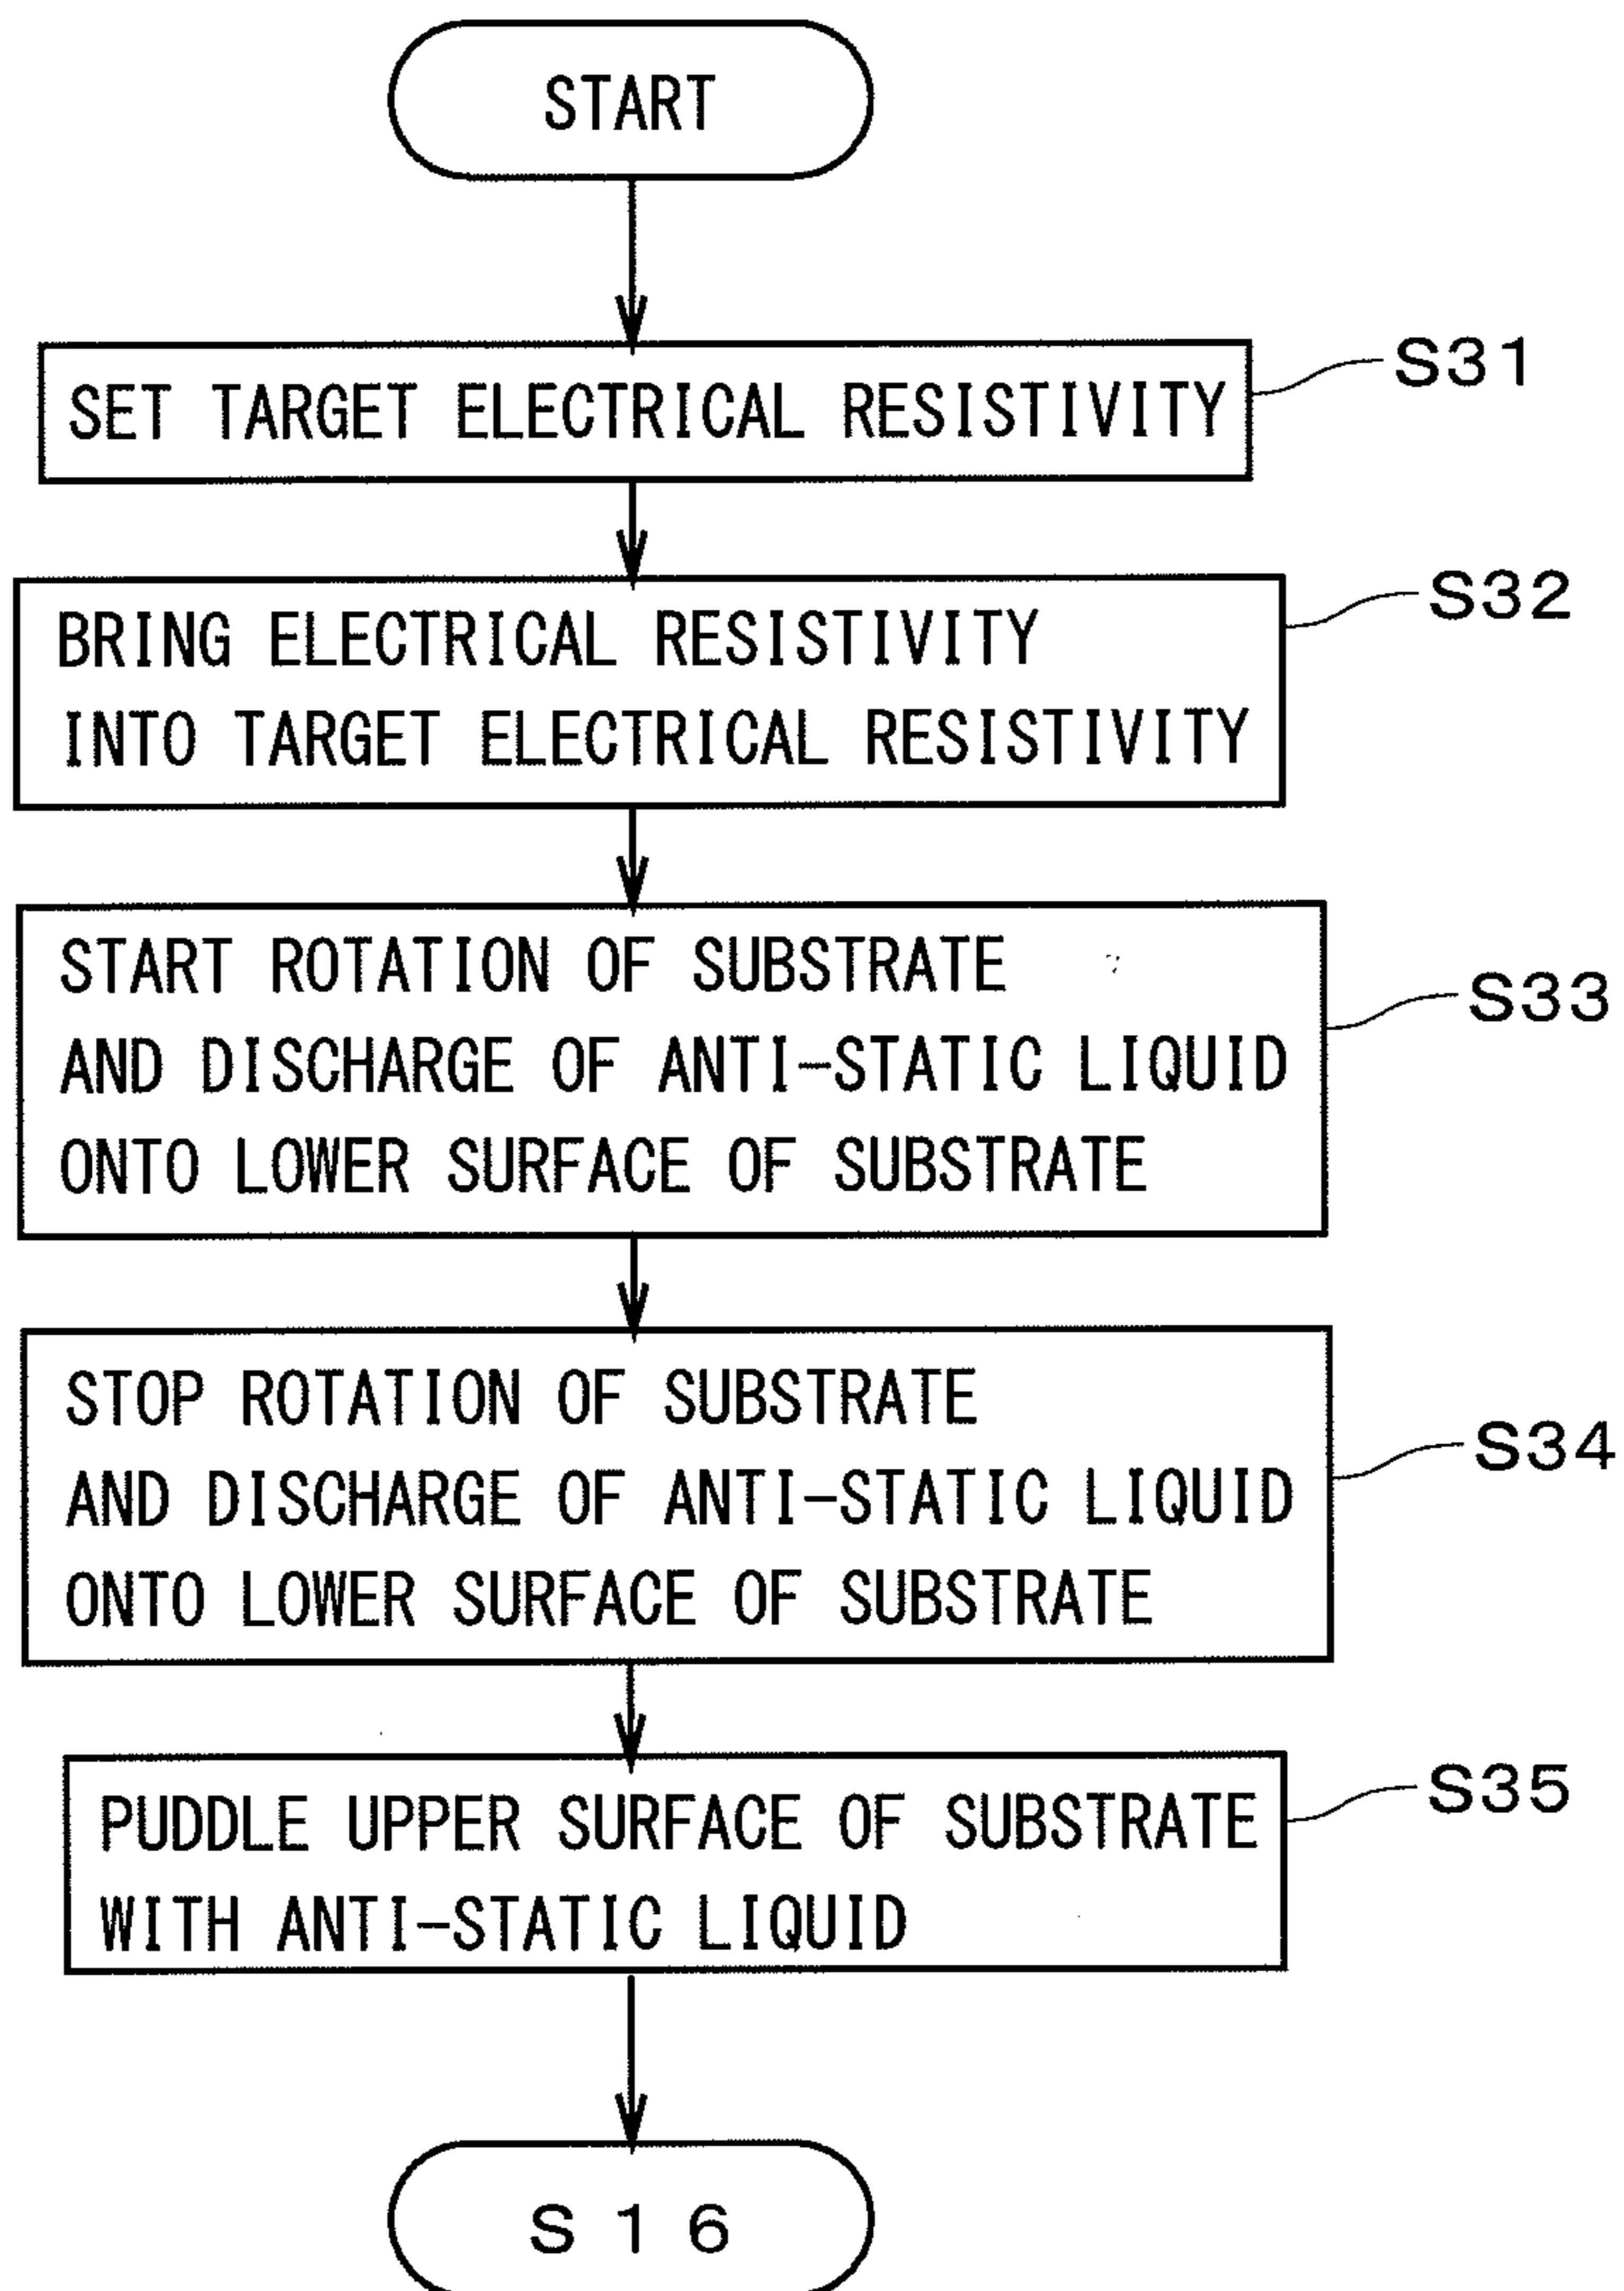 START
SET TARGET ELECTRICAL RESISTIVITY
S31
BRING ELECTRICAL RESISTIVITY
INTO TARGET ELECTRICAL RESISTIVITY
S32
START ROTATION OF SUBSTRATE
AND DISCHARGE OF ANTI-STATIC LIQUID
ONTO LOWER SURFACE OF SUBSTRATE
S33
STOP ROTATION OF SUBSTRATE
AND DISCHARGE OF ANTI-STATIC LIQUID
ONTO LOWER SURFACE OF SUBSTRATE
S34
PUDDLE UPPER SURFACE OF SUBSTRATE
WITH ANTI-STATIC LIQUID
S35
S16